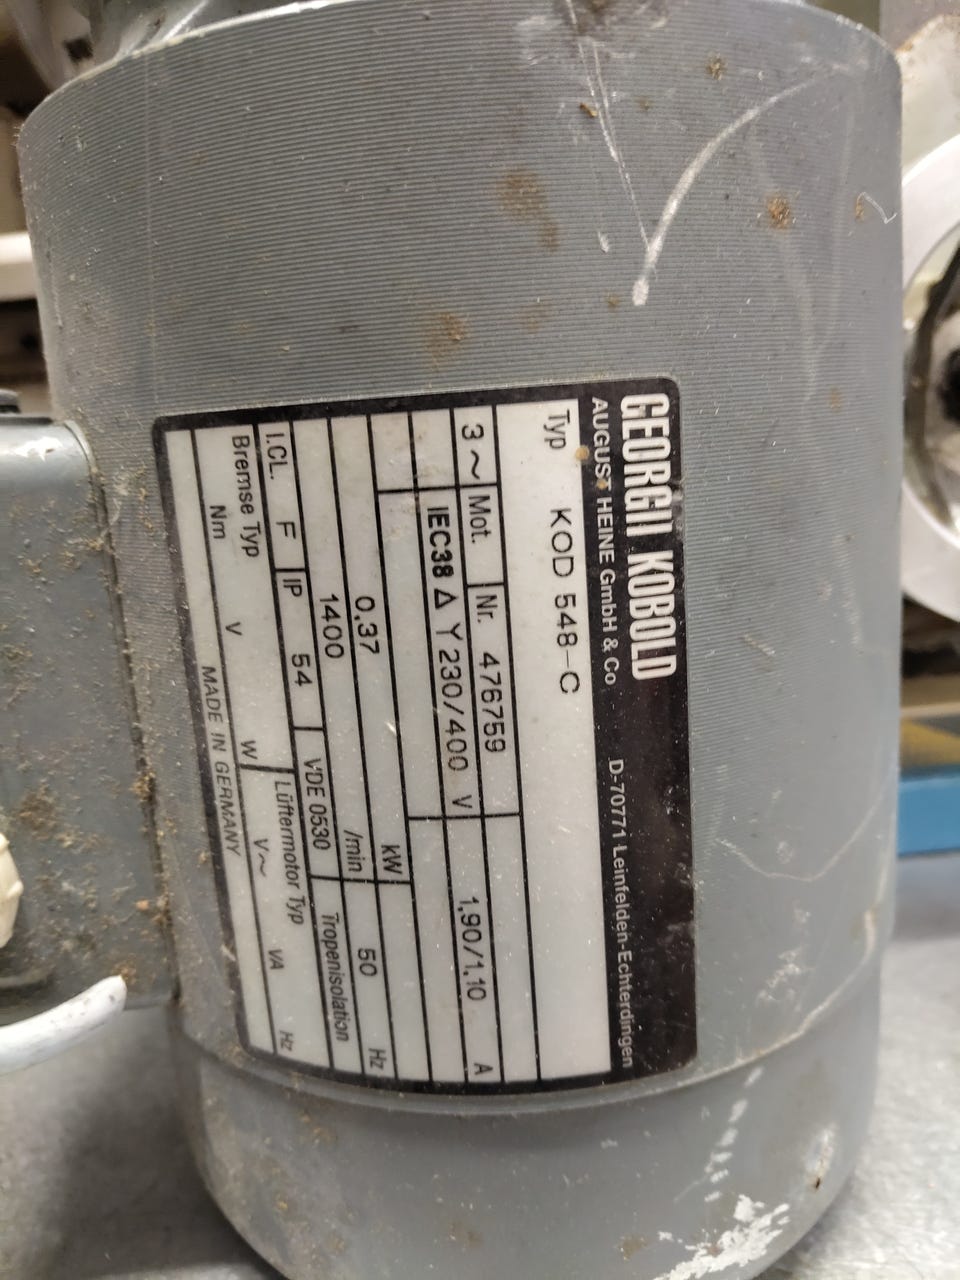 GEORGII KOBOLD
AUGUST HEINE GmbH & Co D-70771 Leinfelden-Echterdingen
Typ KOD 548-C
3 ~ Mot. Nr. 476759
IEC38 Δ Y 230/400 V 1,90/1,10 A
0,37 kW
1400 /min 50 Hz
I.CL. F IP 54 VDE 0530 Tropenisolation
Bremse Typ Lüftermotor Typ
Nm V W V~ VA Hz
MADE IN GERMANY